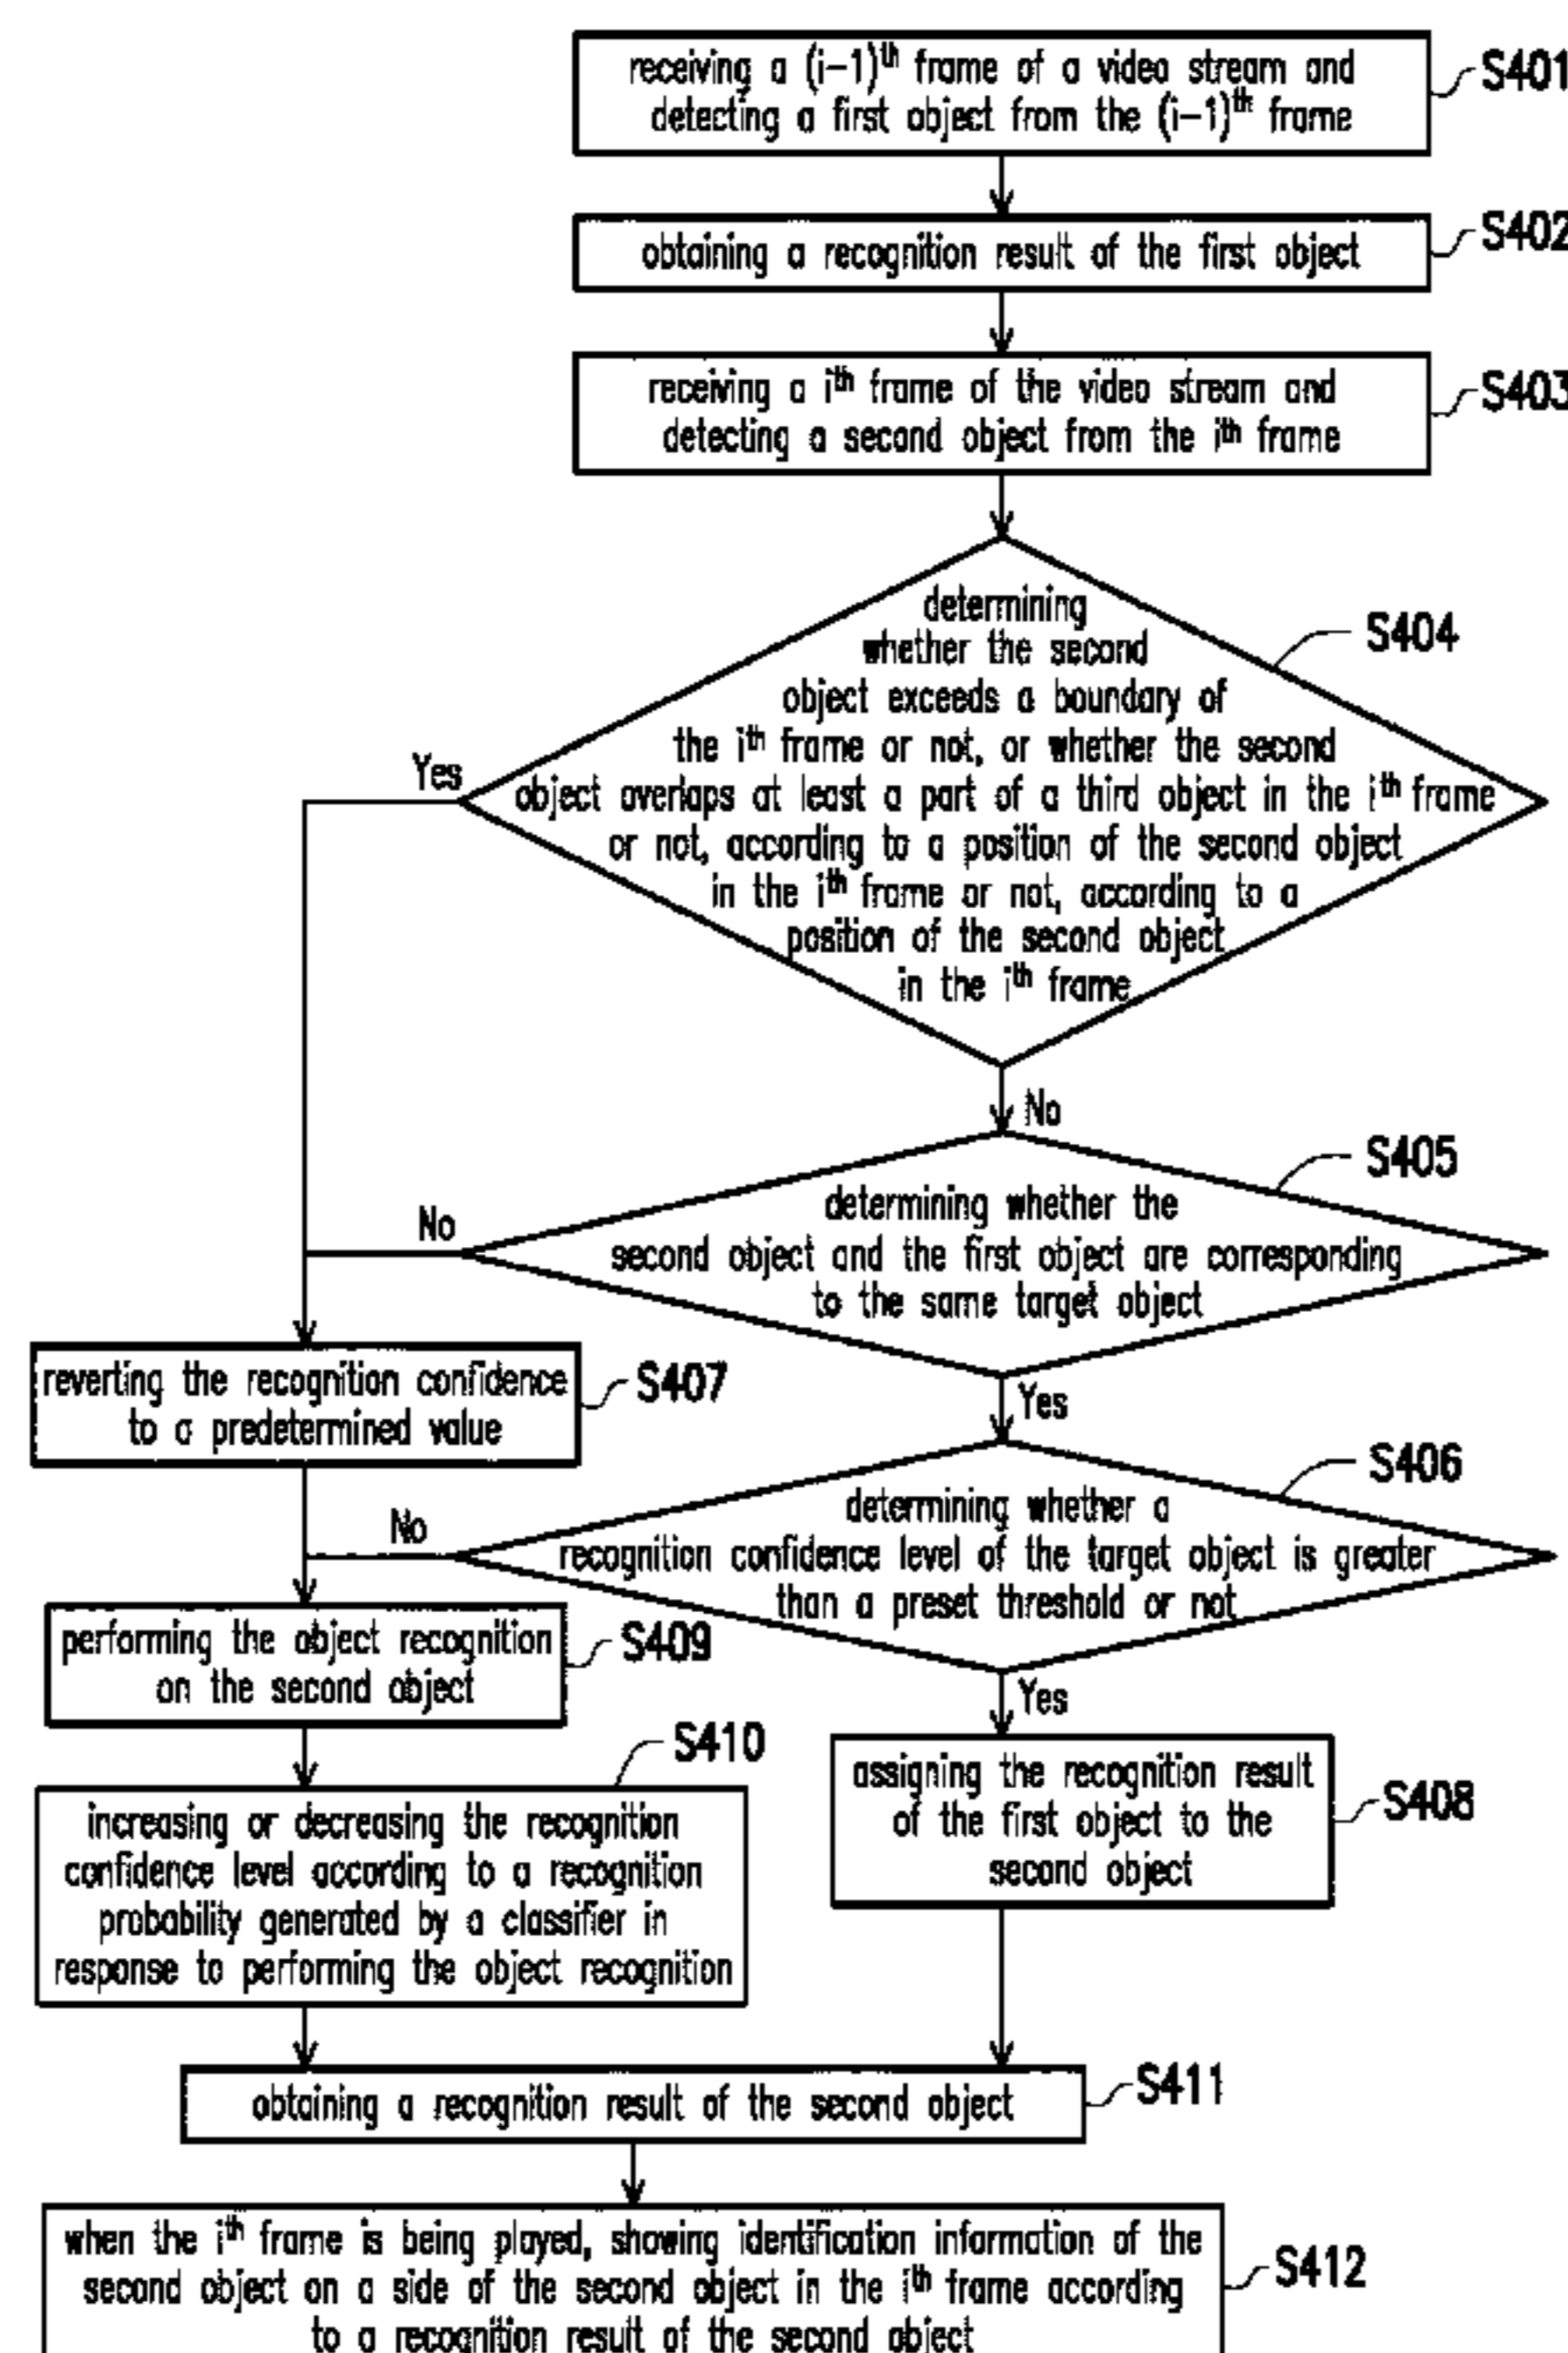 receiving a (i-1)th frame of a video stream and
detecting a first object from the (i-1)th frame
S401
obtaining a recognition result of the first object
S402
receiving a ith frame of the video stream and
detecting a second object from the ith frame
S403
determining
whether the second
object exceeds a boundary of
the ith frame or not, or whether the second
object overlaps at least a part of a third object in the ith frame
or not, according to a position of the second object
in the ith frame or not, according to a
position of the second object
in the ith frame
S404
Yes
No
determining whether the
second object and the first object are corresponding
to the same target object
S405
No
Yes
reverting the recognition confidence
to a predetermined value
S407
determining whether a
recognition confidence level of the target object is greater
than a preset threshold or not
S406
No
Yes
performing the object recognition
on the second object
S409
assigning the recognition result
of the first object to the
second object
S408
increasing or decreasing the recognition
confidence level according to a recognition
probability generated by a classifier in
response to performing the object recognition
S410
obtaining a recognition result of the second object
S411
when the ith frame is being played, showing identification information of the
second object on a side of the second object in the ith frame according
to a recognition result of the second object
S412